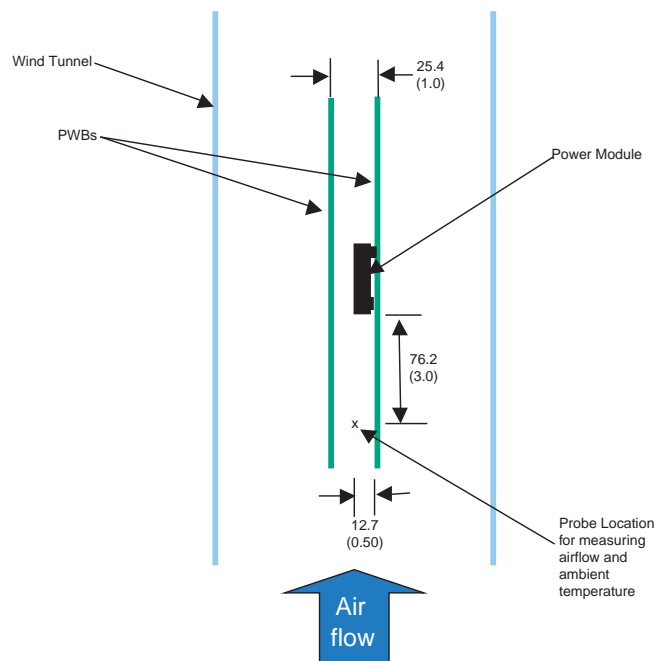 25.4
(1.0)
Wind Tunnel
PWBs
Power Module
76.2
(3.0)
x
12.7
(0.50)
Probe Location
for measuring
airflow and
ambient
temperature
Air
flow